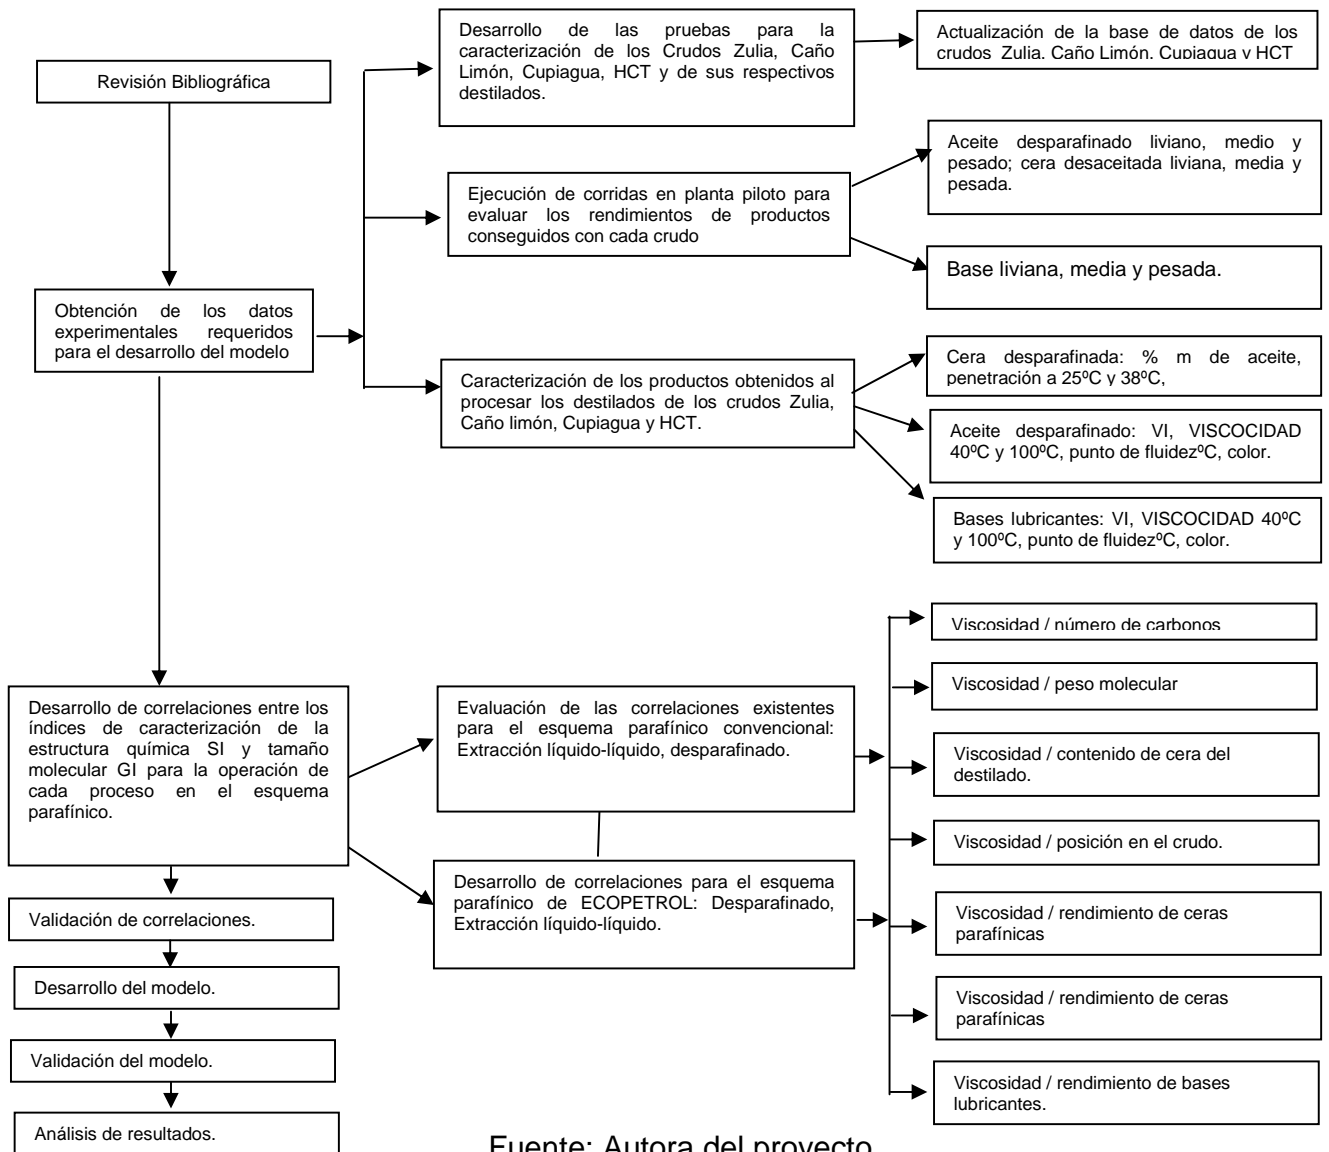 Revisión Bibliográfica
Obtención de los datos
experimentales requeridos
para el desarrollo del modelo
Desarrollo de las pruebas para la
caracterización de los Crudos Zulia, Caño
Limón, Cupiagua, HCT y de sus respectivos
destilados.
Actualización de la base de datos de los
crudos Zulia, Caño Limón, Cupiagua y HCT
Ejecución de corridas en planta piloto para
evaluar los rendimientos de productos
conseguidos con cada crudo
Aceite desparafinado liviano, medio y
pesado; cera desaceitada liviana, media y
pesada.
Base liviana, media y pesada.
Caracterización de los productos obtenidos al
procesar los destilados de los crudos Zulia,
Caño limón, Cupiagua y HCT.
Cera desparafinada: % m de aceite,
penetración a 25ºC y 38ºC,
Aceite desparafinado: VI, VISCOCIDAD
40ºC y 100ºC, punto de fluidezºC, color.
Bases lubricantes: VI, VISCOCIDAD 40ºC
y 100ºC, punto de fluidezºC, color.
Desarrollo de correlaciones entre los
índices de caracterización de la
estructura química SI y tamaño
molecular GI para la operación de
cada proceso en el esquema
parafínico.
Evaluación de las correlaciones existentes
para el esquema parafínico convencional:
Extracción líquido-líquido, desparafinado.
Desarrollo de correlaciones para el esquema
parafínico de ECOPETROL: Desparafinado,
Extracción líquido-líquido.
Viscosidad / número de carbonos
Viscosidad / peso molecular
Viscosidad / contenido de cera del
destilado.
Viscosidad / posición en el crudo.
Viscosidad / rendimiento de ceras
parafínicas
Viscosidad / rendimiento de ceras
parafínicas
Viscosidad / rendimiento de bases
lubricantes.
Validación de correlaciones.
Desarrollo del modelo.
Validación del modelo.
Análisis de resultados.
Fuente: Autora del proyecto